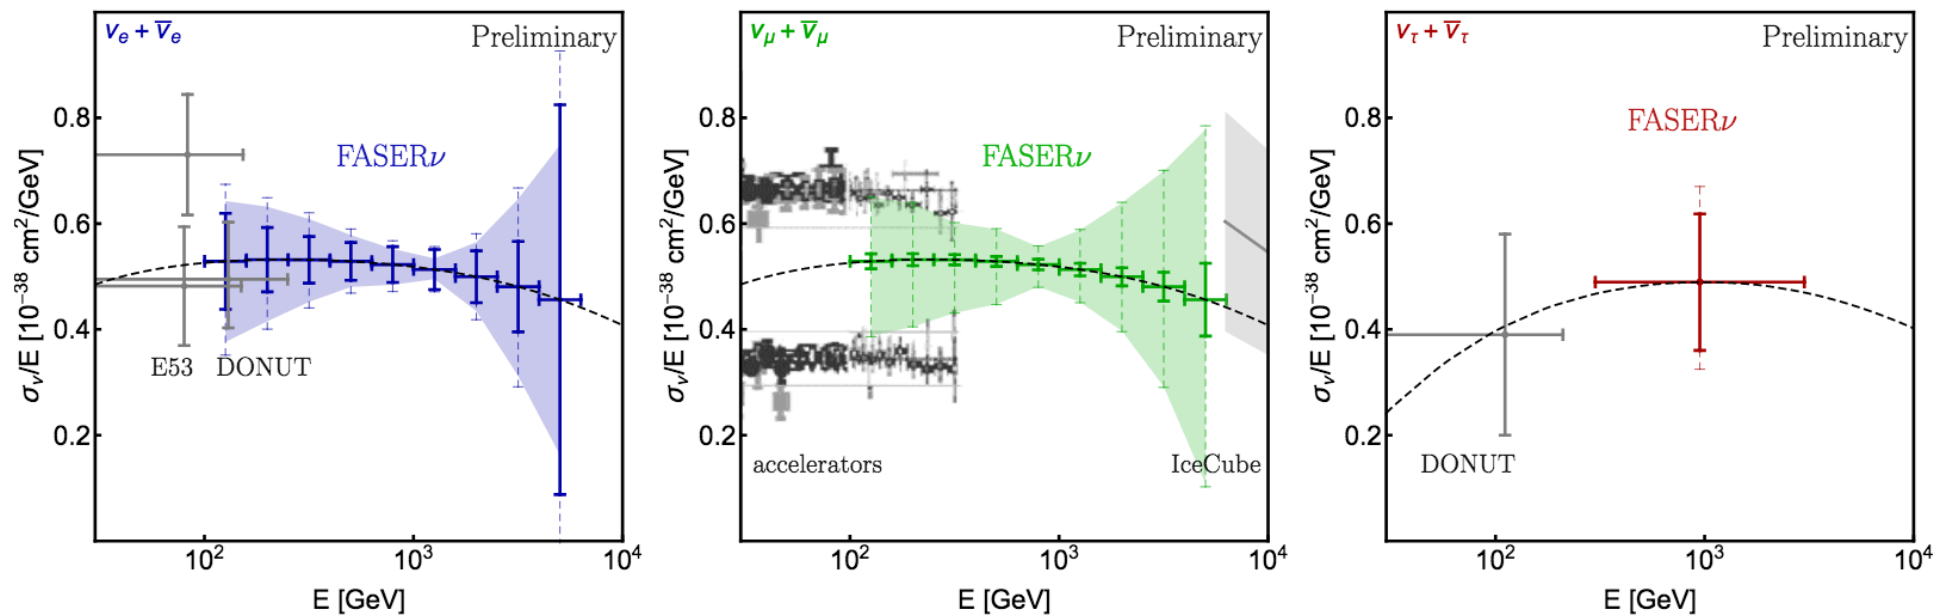 νe + ν̅e
Preliminary
FASERν
E53
DONUT
0.8
0.6
0.4
0.2
σν/E [10⁻³⁸ cm²/GeV]
10²
10³
10⁴
E [GeV]
νμ + ν̅μ
Preliminary
FASERν
accelerators
IceCube
0.8
0.6
0.4
0.2
σν/E [10⁻³⁸ cm²/GeV]
10²
10³
10⁴
E [GeV]
ντ + ν̅τ
Preliminary
FASERν
DONUT
0.8
0.6
0.4
0.2
σν/E [10⁻³⁸ cm²/GeV]
10²
10³
10⁴
E [GeV]